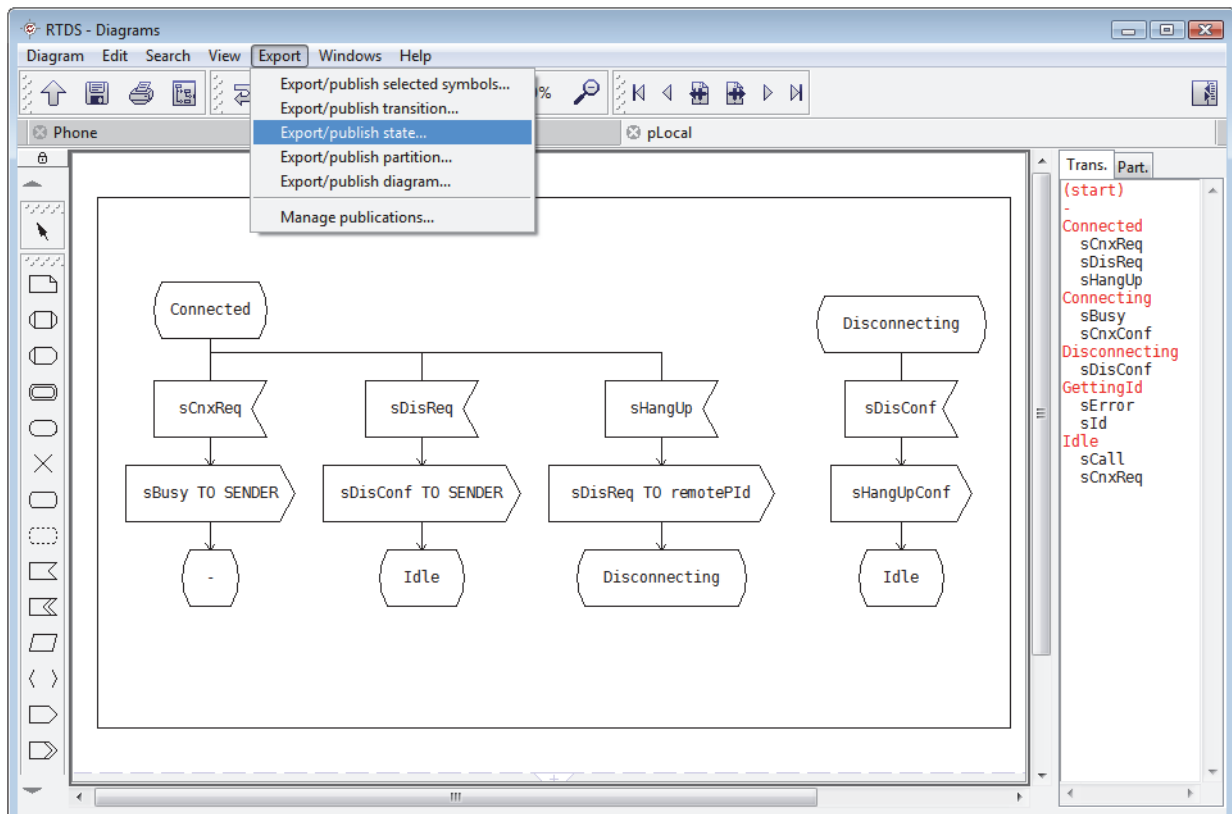 RTDS - Diagrams
Diagram Edit Search View Export Windows Help
Export/publish selected symbols...
Export/publish transition...
Export/publish state...
Export/publish partition...
Export/publish diagram...
Manage publications...
%
Phone
pLocal
Trans. Part.
(start)
-
Connected
sCnxReq
sDisReq
sHangUp
Connecting
sBusy
sCnxConf
Disconnecting
sDisConf
GettingId
sError
sId
Idle
sCall
sCnxReq
Connected
Disconnecting
sCnxReq
sDisReq
sHangUp
sDisConf
sBusy TO SENDER
sDisConf TO SENDER
sDisReq TO remotePId
sHangUpConf
-
Idle
Disconnecting
Idle